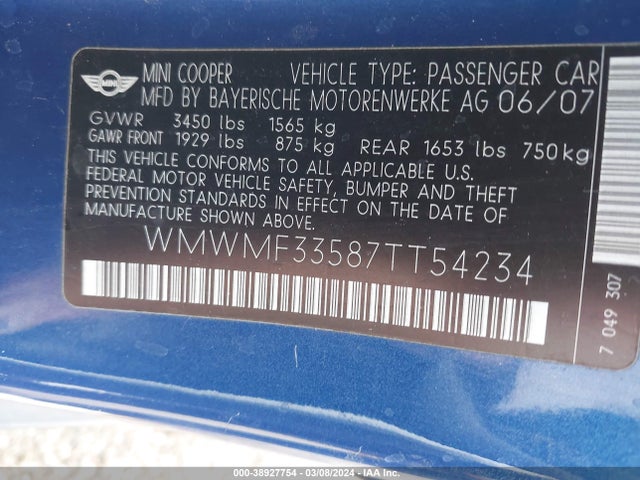 MINI
MINI COOPER VEHICLE TYPE: PASSENGER CAR
MFD BY BAYERISCHE MOTORENWERKE AG 06/07
GVWR 3450 lbs 1565 kg
GAWR FRONT 1929 lbs 875 kg REAR 1653 lbs 750kg
THIS VEHICLE CONFORMS TO ALL APPLICABLE U.S.
FEDERAL MOTOR VEHICLE SAFETY, BUMPER AND THEFT
PREVENTION STANDARDS IN EFFECT ON THE DATE OF
MANUFACTURE SHOWN ABOVE.
WMWMF33587TT54234
7 049 307
000-38927754 - 03/08/2024 - IAA, Inc.